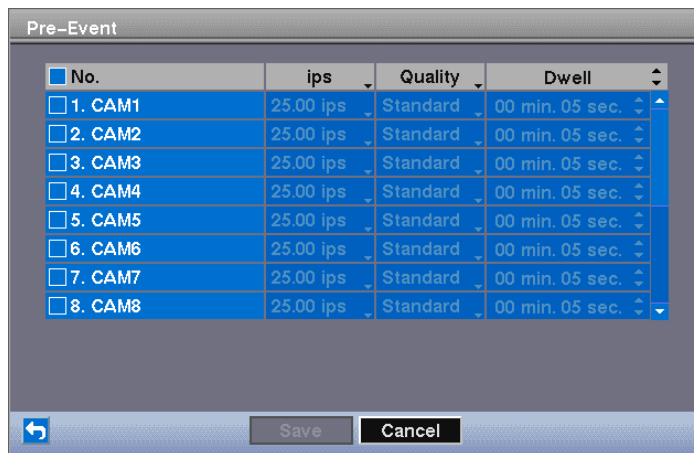 Pre-Event
No. ips Quality Dwell
1. CAM1 25.00 ips Standard 00 min. 05 sec.
2. CAM2 25.00 ips Standard 00 min. 05 sec.
3. CAM3 25.00 ips Standard 00 min. 05 sec.
4. CAM4 25.00 ips Standard 00 min. 05 sec.
5. CAM5 25.00 ips Standard 00 min. 05 sec.
6. CAM6 25.00 ips Standard 00 min. 05 sec.
7. CAM7 25.00 ips Standard 00 min. 05 sec.
8. CAM8 25.00 ips Standard 00 min. 05 sec.
Save Cancel